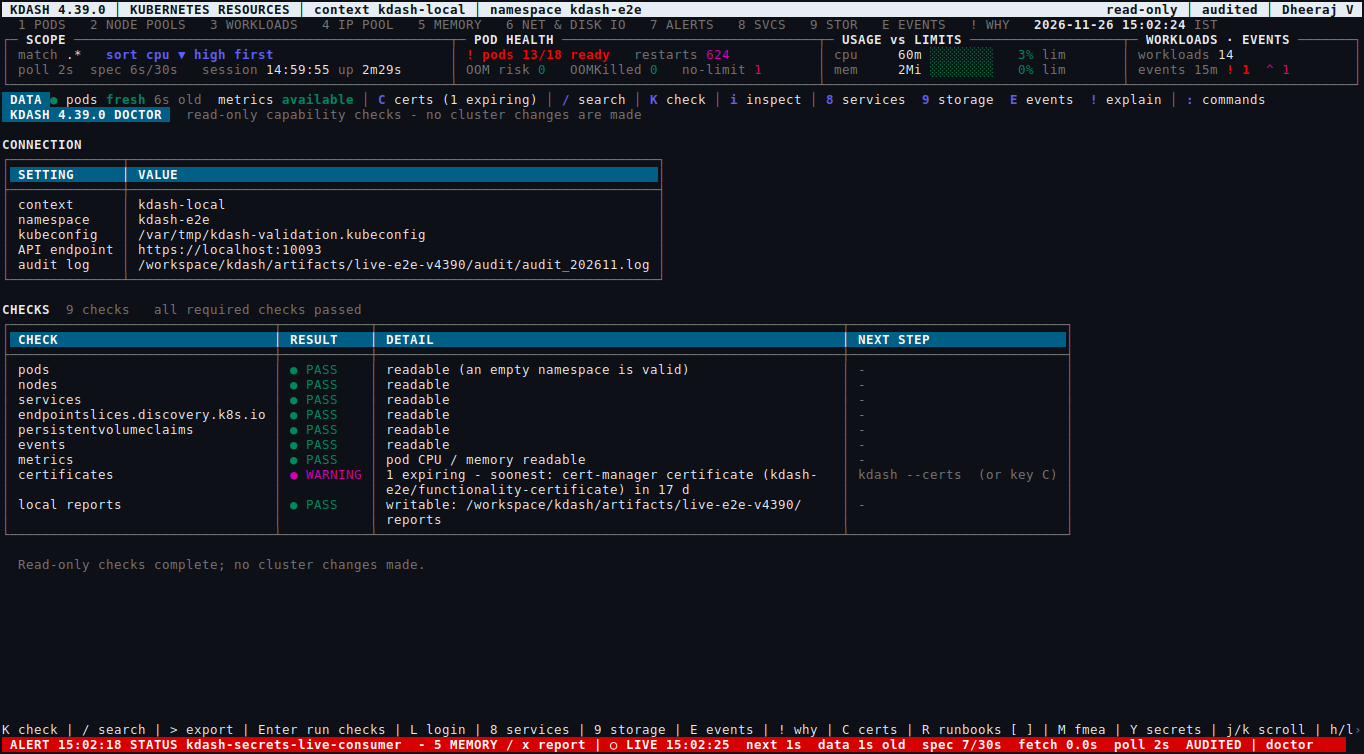 KDASH 4.39.0 │ KUBERNETES RESOURCES │ context kdash-local │ namespace kdash-e2e read-only │ audited │ Dheeraj V
1 PODS 2 NODE POOLS 3 WORKLOADS 4 IP POOL 5 MEMORY 6 NET & DISK IO 7 ALERTS 8 SVCS 9 STOR E EVENTS ! WHY 2026-11-26 15:02:24 IST
SCOPE POD HEALTH USAGE vs LIMITS WORKLOADS · EVENTS
match .* sort cpu ▼ high first ! pods 13/18 ready restarts 624 cpu 60m 3% lim workloads 14
poll 2s spec 6s/30s session 14:59:55 up 2m29s OOM risk 0 OOMKilled 0 no-limit 1 mem 2Mi 0% lim events 15m ! 1 ^ 1
DATA ● pods fresh 6s old metrics available │ C certs (1 expiring) │ / search │ K check │ i inspect │ 8 services 9 storage E events ! explain │ : commands
KDASH 4.39.0 DOCTOR read-only capability checks - no cluster changes are made
CONNECTION
SETTING VALUE
context kdash-local
namespace kdash-e2e
kubeconfig /var/tmp/kdash-validation.kubeconfig
API endpoint https://localhost:10093
audit log /workspace/kdash/artifacts/live-e2e-v4390/audit/audit_202611.log
CHECKS 9 checks all required checks passed
CHECK RESULT DETAIL NEXT STEP
pods ● PASS readable (an empty namespace is valid) -
nodes ● PASS readable -
services ● PASS readable -
endpointslices.discovery.k8s.io ● PASS readable -
persistentvolumeclaims ● PASS readable -
events ● PASS readable -
metrics ● PASS pod CPU / memory readable -
certificates ● WARNING 1 expiring - soonest: cert-manager certificate (kdash- kdash --certs (or key C)
e2e/functionality-certificate) in 17 d
local reports ● PASS writable: /workspace/kdash/artifacts/live-e2e-v4390/ -
reports
Read-only checks complete; no cluster changes made.
K check | / search | > export | Enter run checks | L login | 8 services | 9 storage | E events | ! why | C certs | R runbooks [ ] | M fmea | Y secrets | j/k scroll | h/l›
ALERT 15:02:18 STATUS kdash-secrets-live-consumer - 5 MEMORY / x report | ○ LIVE 15:02:25 next 1s data 1s old spec 7/30s fetch 0.0s poll 2s AUDITED | doctor